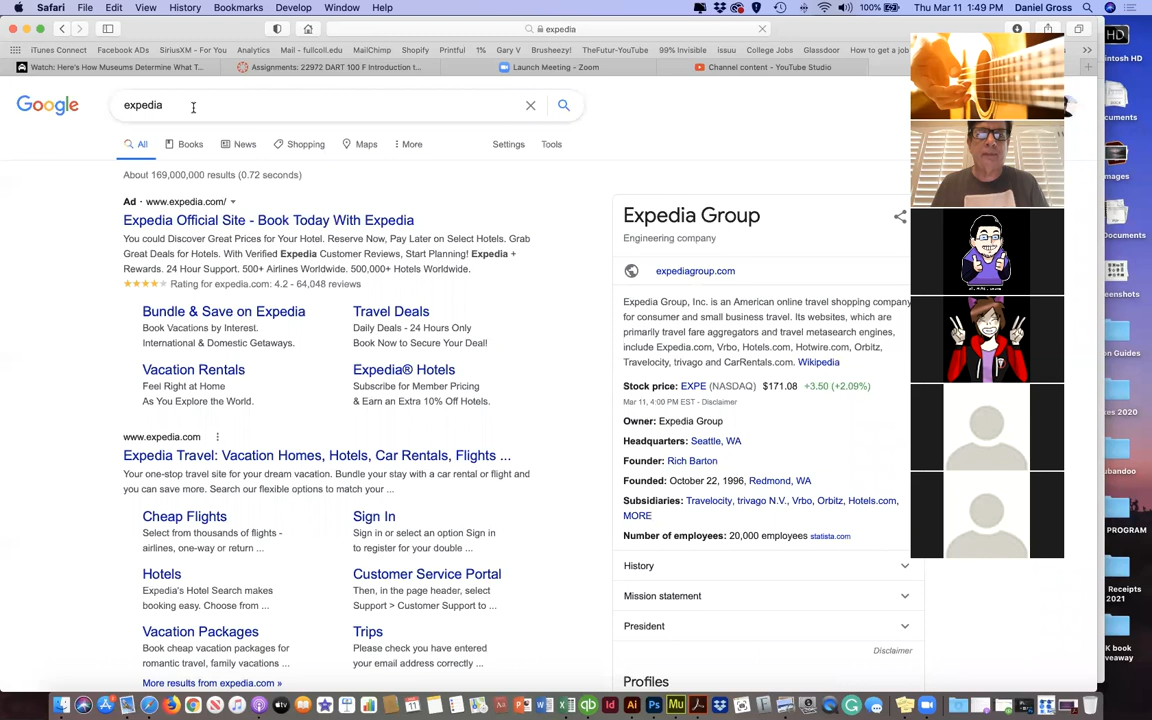 Safari File Edit View History Bookmarks Develop Window Help
100% Thu Mar 11 1:49 PM Daniel Gross
expedia
iTunes Connect Facebook ADs SiriusXM - For You Analytics Mail - fullcoll.edu MailChimp Shopify Printful 1% Gary V Brusheezy! TheFutur-YouTube 99% Invisible issuu College Jobs Glassdoor How to get a job
Watch: Here's How Museums Determine What T... Assignments: 22972 DART 100 F Introduction t... Launch Meeting - Zoom Channel content - YouTube Studio
Google expedia
All Books News Shopping Maps More Settings Tools
About 169,000,000 results (0.72 seconds)
Ad · www.expedia.com/
Expedia Official Site - Book Today With Expedia
You could Discover Great Prices for Your Hotel. Reserve Now, Pay Later on Select Hotels. Grab
Great Deals for Hotels. With Verified Expedia Customer Reviews, Start Planning! Expedia +
Rewards. 24 Hour Support. 500+ Airlines Worldwide. 500,000+ Hotels Worldwide.
Rating for expedia.com: 4.2 - 64,048 reviews
Bundle & Save on Expedia
Book Vacations by Interest.
International & Domestic Getaways.
Travel Deals
Daily Deals - 24 Hours Only
Book Now to Secure Your Deal!
Vacation Rentals
Feel Right at Home
As You Explore the World.
Expedia® Hotels
Subscribe for Member Pricing
& Earn an Extra 10% Off Hotels.
www.expedia.com
Expedia Travel: Vacation Homes, Hotels, Car Rentals, Flights ...
Your one-stop travel site for your dream vacation. Bundle your stay with a car rental or flight and
you can save more. Search our flexible options to match your ...
Cheap Flights
Select from thousands of flights -
airlines, one-way or return ...
Sign In
Sign in or select an option Sign in
to register for your double ...
Hotels
Expedia's Hotel Search makes
booking easy. Choose from ...
Customer Service Portal
Then, in the page header, select
Support > Customer Support to ...
Vacation Packages
Book cheap vacation packages for
romantic travel, family vacations ...
Trips
Please check you have entered
your email address correctly ...
More results from expedia.com »
Expedia Group
Engineering company
expediagroup.com
Expedia Group, Inc. is an American online travel shopping company
for consumer and small business travel. Its websites, which are
primarily travel fare aggregators and travel metasearch engines,
include Expedia.com, Vrbo, Hotels.com, Hotwire.com, Orbitz,
Travelocity, trivago and CarRentals.com. Wikipedia
Stock price: EXPE (NASDAQ) $171.08 +3.50 (+2.09%)
Mar 11, 4:00 PM EST - Disclaimer
Owner: Expedia Group
Headquarters: Seattle, WA
Founder: Rich Barton
Founded: October 22, 1996, Redmond, WA
Subsidiaries: Travelocity, trivago N.V., Vrbo, Orbitz, Hotels.com,
MORE
Number of employees: 20,000 employees statista.com
History
Mission statement
President
Disclaimer
Profiles
HD
intosh HD
cuments
mages
Documents
eenshots
on Guides
es 2020
ubandoo
PROGRAM
Receipts
2021
K book
veaway